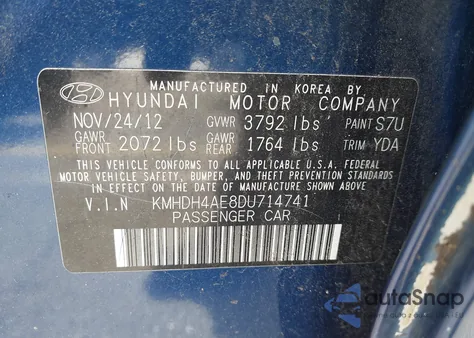 MANUFACTURED IN KOREA BY
HYUNDAI MOTOR COMPANY
NOV/24/12 GVWR 3792 lbs PAINT S7U
GAWR FRONT 2072 lbs GAWR REAR 1764 lbs TRIM YDA
THIS VEHICLE CONFORMS TO ALL APPLICABLE U.S.A. FEDERAL
MOTOR VEHICLE SAFETY, BUMPER, AND THEFT PREVENTION
STANDARDS IN EFFECT ON THE DATE OF MANUFACTURE SHOWN ABOVE.
V.I.N KMHDH4AE8DU714741
PASSENGER CAR
autoSnap